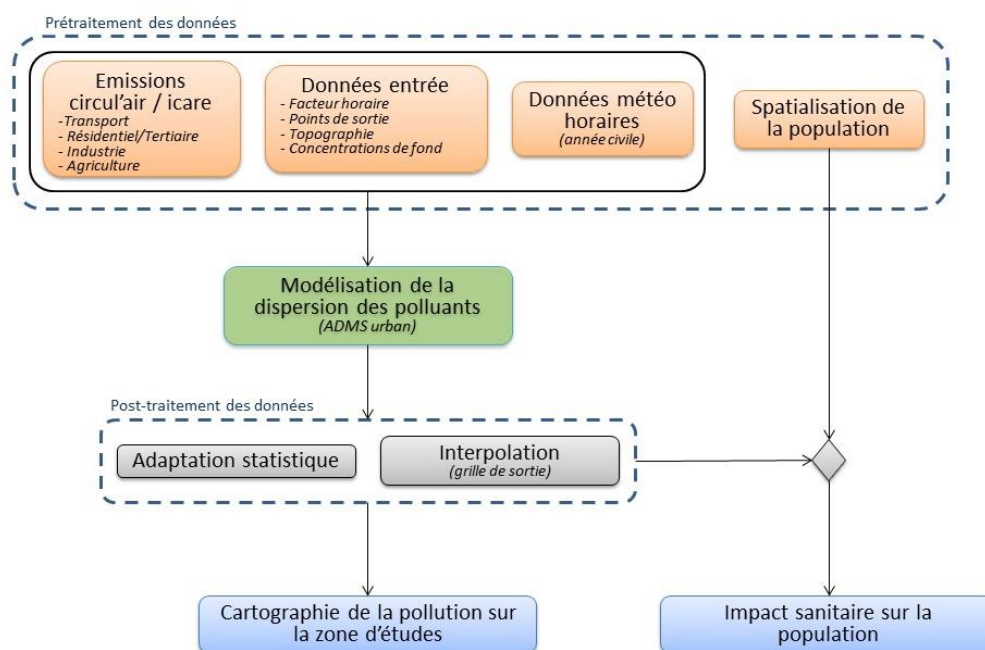 Prétraitement des données
Emissions
circul'air / icare
-Transport
- Résidentiel/Tertiaire
- Industrie
- Agriculture
Données entrée
- Facteur horaire
- Points de sortie
- Topographie
- Concentrations de fond
Données météo
horaires
(année civile)
Spatialisation de
la population
Modélisation de la
dispersion des polluants
(ADMS urban)
Post-traitement des données
Adaptation statistique
Interpolation
(grille de sortie)
Cartographie de la pollution sur
la zone d'études
Impact sanitaire sur la
population